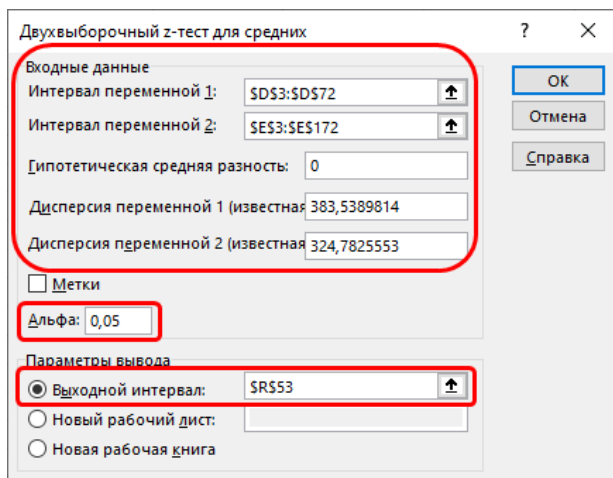 Двухвыборочный z-тест для средних ? ✕
Входные данные
Интервал переменной 1: $D$3:$D$72
Интервал переменной 2: $E$3:$E$172
Гипотетическая средняя разность: 0
Дисперсия переменной 1 (известная 383,5389814
Дисперсия переменной 2 (известная 324,7825553
Метки
Альфа: 0,05
Параметры вывода
Выходной интервал: $R$53
Новый рабочий лист:
Новая рабочая книга
ОК
Отмена
Справка